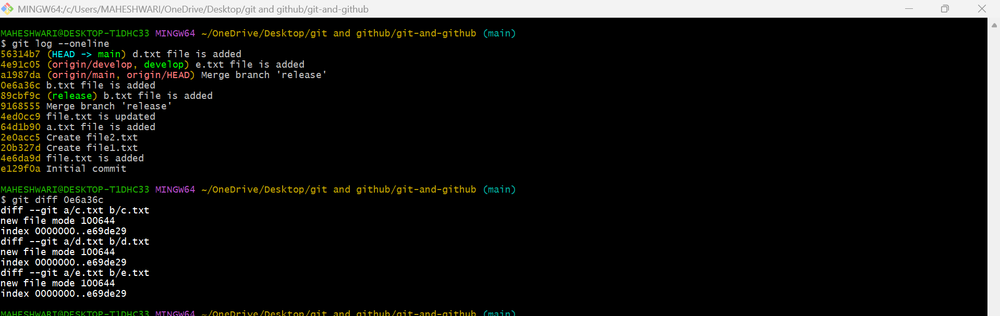 MINGW64:/c/Users/MAHESHWARI/OneDrive/Desktop/git and github/git-and-github
MAHESHWARI@DESKTOP-T1DHC33 MINGW64 ~/OneDrive/Desktop/git and github/git-and-github (main)
$ git log --oneline
56314b7 (HEAD -> main) d.txt file is added
4e91c05 (origin/develop, develop) e.txt file is added
a1987da (origin/main, origin/HEAD) Merge branch 'release'
0e6a36c b.txt file is added
89cbf9c (release) b.txt file is added
9168555 Merge branch 'release'
4ed0cc9 file.txt is updated
64d1b90 a.txt file is added
2e0acc5 Create file2.txt
20b327d Create file1.txt
4e6da9d file.txt is added
e129f0a Initial commit
MAHESHWARI@DESKTOP-T1DHC33 MINGW64 ~/OneDrive/Desktop/git and github/git-and-github (main)
$ git diff 0e6a36c
diff --git a/c.txt b/c.txt
new file mode 100644
index 0000000..e69de29
diff --git a/d.txt b/d.txt
new file mode 100644
index 0000000..e69de29
diff --git a/e.txt b/e.txt
new file mode 100644
index 0000000..e69de29
MAHESHWARI@DESKTOP-T1DHC33 MINGW64 ~/OneDrive/Desktop/git and github/git-and-github (main)